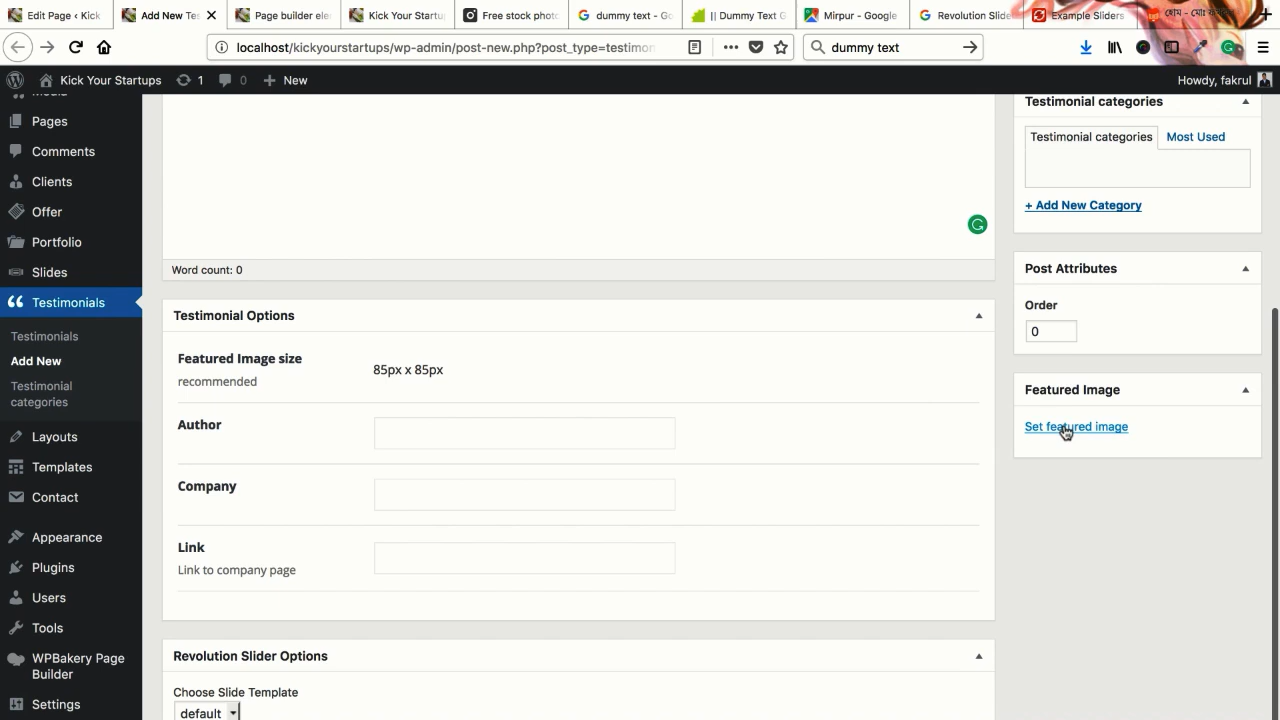 Edit Page ‹ Kick
Add New Tes
Page builder ele
Kick Your Startu
Free stock photo
dummy text - Go
|| Dummy Text G
Mirpur - Google
Revolution Slide
Example Sliders
localhost/kickyourstartups/wp-admin/post-new.php?post_type=testimon
dummy text
Kick Your Startups
1
0
New
Howdy, fakrul
Media
Pages
Comments
Clients
Offer
Portfolio
Slides
Testimonials
Testimonials
Add New
Testimonial
categories
Layouts
Templates
Contact
Appearance
Plugins
Users
Tools
WPBakery Page
Builder
Settings
Word count: 0
Testimonial Options
Featured Image size
recommended
85px x 85px
Author
Company
Link
Link to company page
Revolution Slider Options
Choose Slide Template
default
Testimonial categories
Testimonial categories
Most Used
+ Add New Category
Post Attributes
Order
0
Featured Image
Set featured image